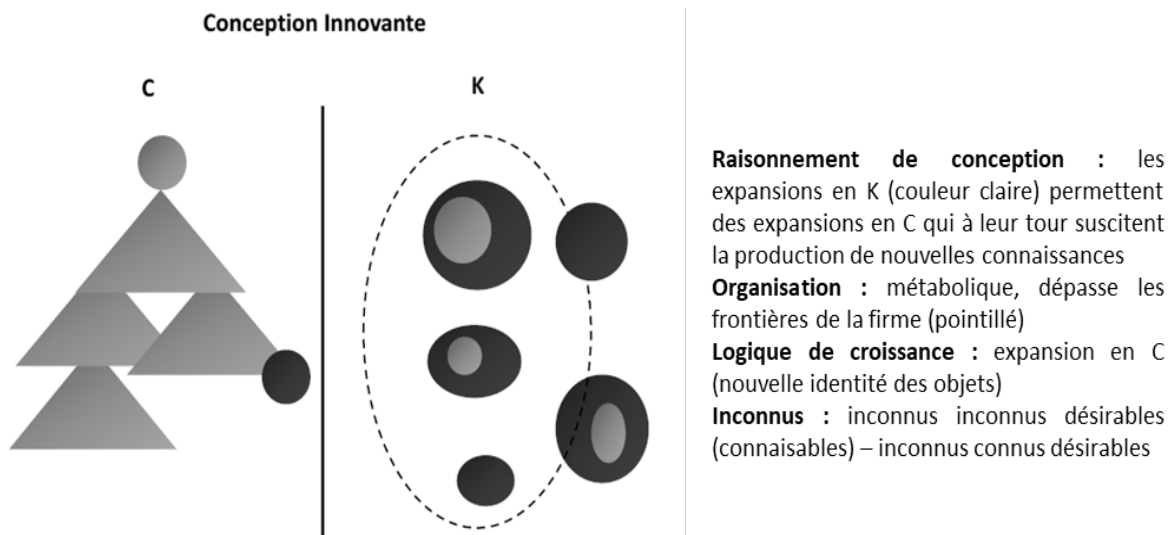 Conception Innovante
C
K
Raisonnement de conception : les
expansions en K (couleur claire) permettent
des expansions en C qui à leur tour suscitent
la production de nouvelles connaissances
Organisation : métabolique, dépasse les
frontières de la firme (pointillé)
Logique de croissance : expansion en C
(nouvelle identité des objets)
Inconnus : inconnus inconnus désirables
(connaisables) – inconnus connus désirables